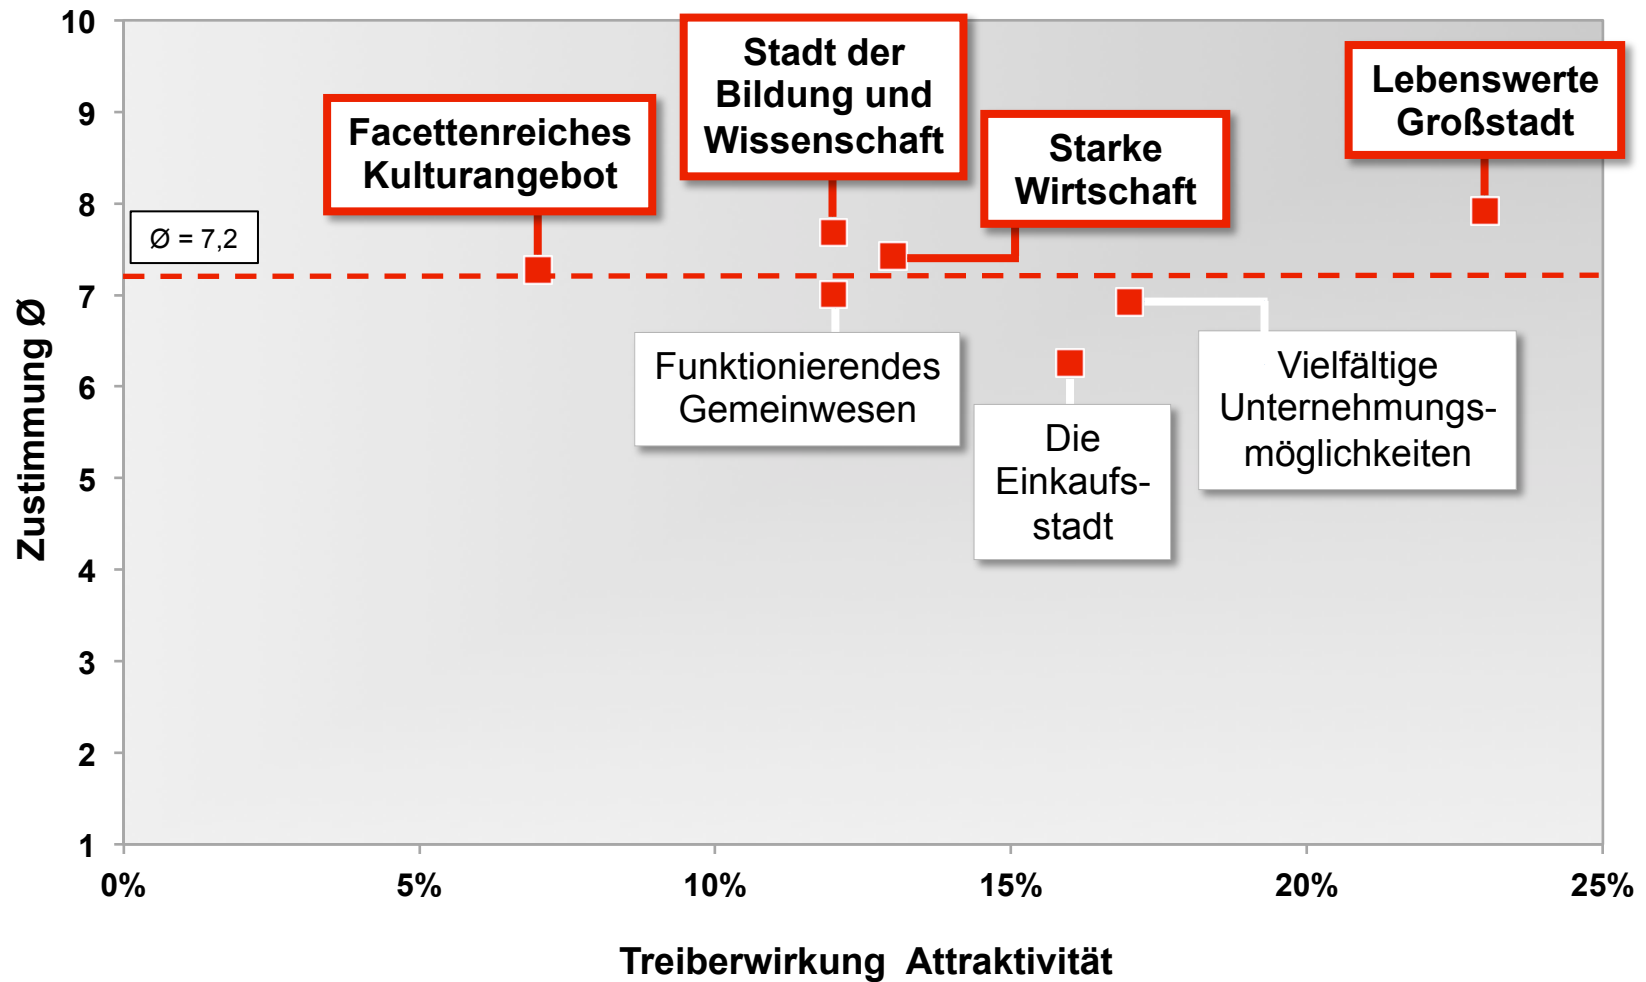 10
9
8
7
6
5
4
3
2
1
Zustimmung Ø
Ø = 7,2
Facettenreiches
Kulturangebot
Stadt der
Bildung und
Wissenschaft
Starke
Wirtschaft
Lebenswerte
Großstadt
Funktionierendes
Gemeinwesen
Die
Einkaufs-
stadt
Vielfältige
Unternehmungs-
möglichkeiten
0%
5%
10%
15%
20%
25%
Treiberwirkung Attraktivität